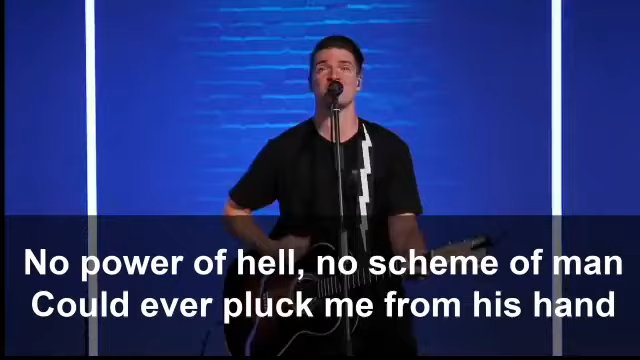 No power of hell, no scheme of man
Could ever pluck me from his hand